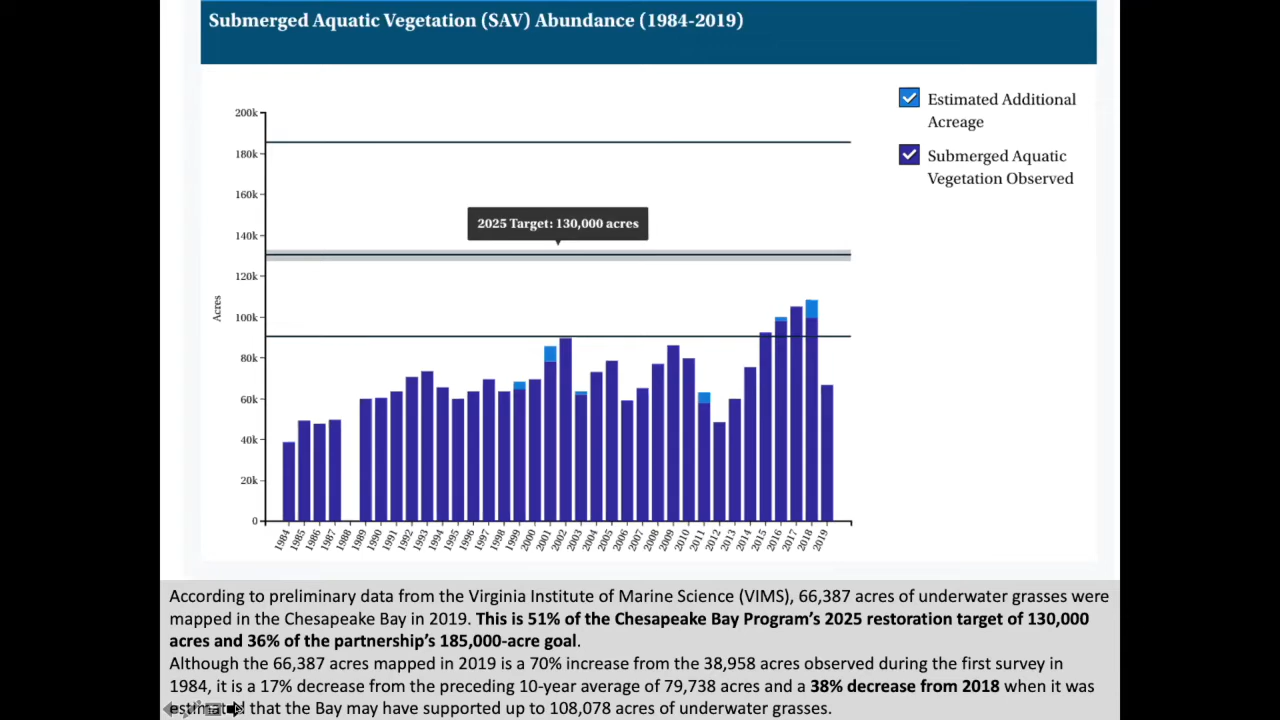 Submerged Aquatic Vegetation (SAV) Abundance (1984-2019)
Estimated Additional
Acreage
Submerged Aquatic
Vegetation Observed
200k
180k
160k
140k
120k
100k
80k
60k
40k
20k
0
Acres
2025 Target: 130,000 acres
1984
1985
1986
1987
1988
1989
1990
1991
1992
1993
1994
1995
1996
1997
1998
1999
2000
2001
2002
2003
2004
2005
2006
2007
2008
2009
2010
2011
2012
2013
2014
2015
2016
2017
2018
2019
According to preliminary data from the Virginia Institute of Marine Science (VIMS), 66,387 acres of underwater grasses were
mapped in the Chesapeake Bay in 2019. This is 51% of the Chesapeake Bay Program’s 2025 restoration target of 130,000
acres and 36% of the partnership’s 185,000-acre goal.
Although the 66,387 acres mapped in 2019 is a 70% increase from the 38,958 acres observed during the first survey in
1984, it is a 17% decrease from the preceding 10-year average of 79,738 acres and a 38% decrease from 2018 when it was
estimated that the Bay may have supported up to 108,078 acres of underwater grasses.